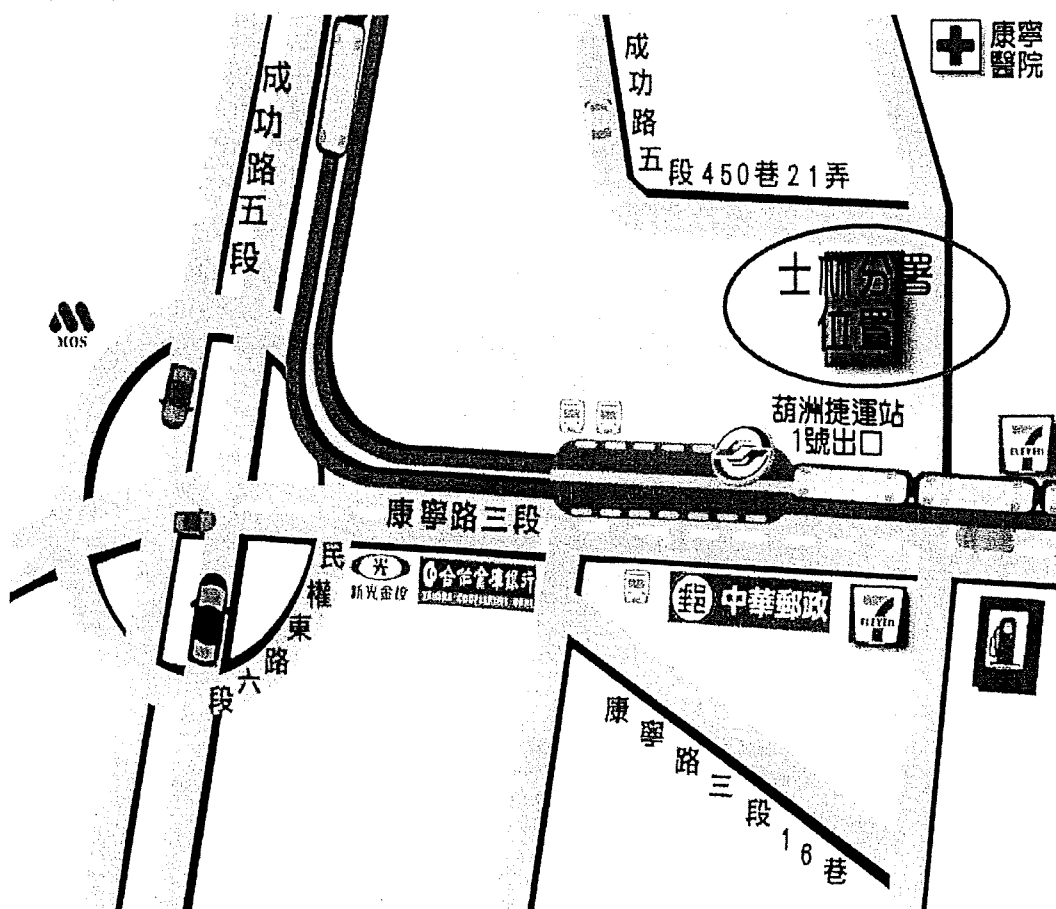 康寧
醫院
成功路五段
成功路五段450巷21弄
士林分署
位置
MOS
葫洲捷運站
1號出口
ELEVEN
康寧路三段
民權東路六段
光
新光金控
合作金庫銀行
郵 中華郵政
ELEVEN
康寧路三段16巷